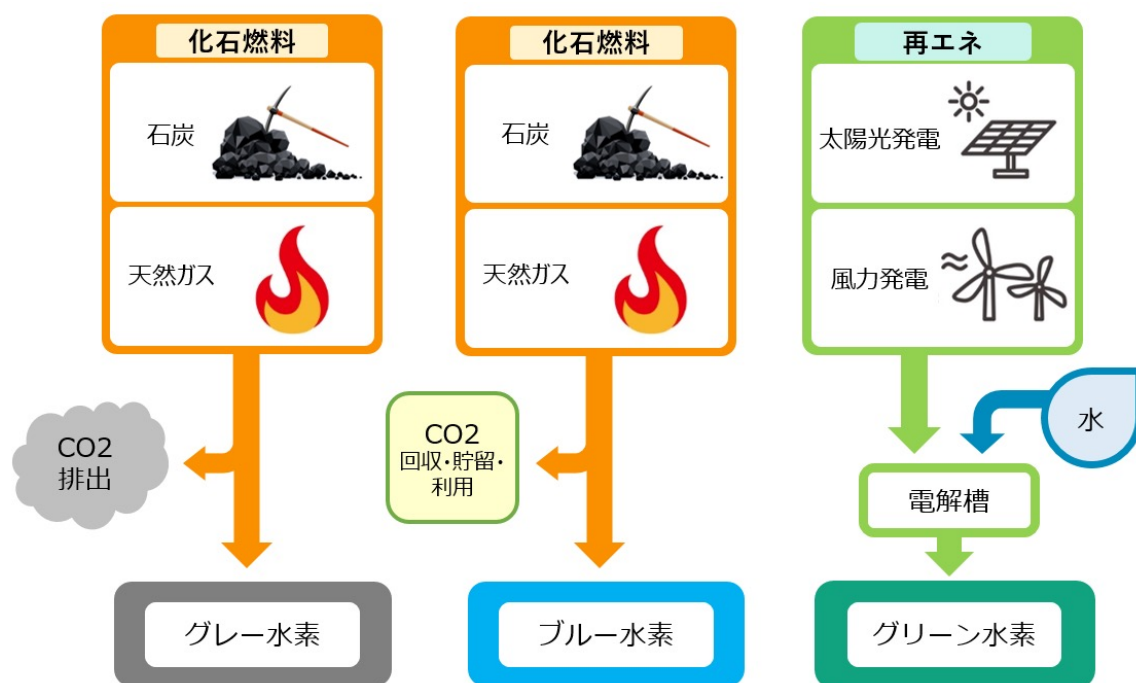 化石燃料
石炭
天然ガス
CO2
排出
グレー水素
化石燃料
石炭
天然ガス
CO2
回収・貯留・
利用
ブルー水素
再エネ
太陽光発電
風力発電
水
電解槽
グリーン水素